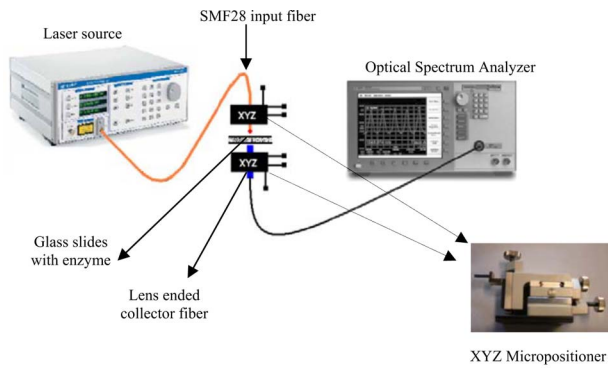 SMF28 input fiber
Laser source
Optical Spectrum Analyzer
XYZ
XYZ
Glass slides
with enzyme
Lens ended
collector fiber
XYZ Micropositioner